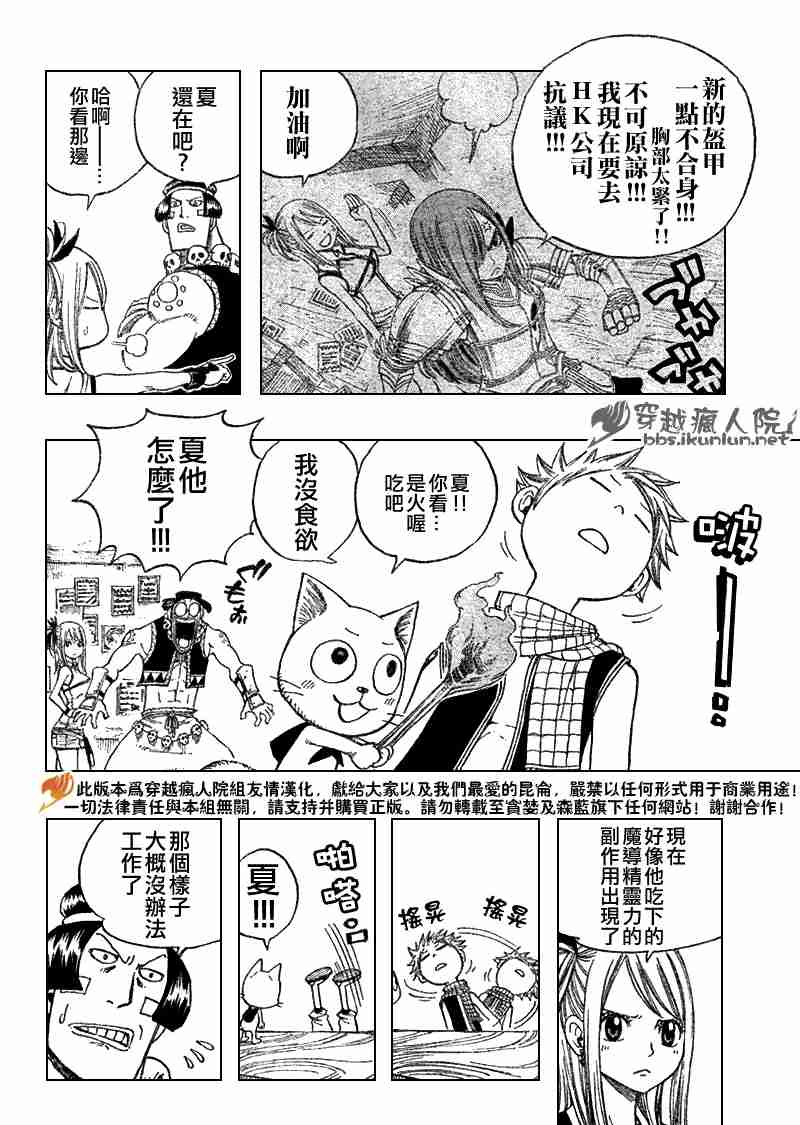 新的盔甲
一點不合身!!!
胸部太緊了!!
不可原諒!!!
我現在要去
HK公司
抗議!!!
加油啊
夏
還在吧?
哈啊——…
你看那邊
穿越瘋人院
bbs.ikunlun.net
夏!!
你看…
是火喔
吃吧
我沒食欲
夏他
怎麼了!!!
啵
ぐもぉ
此版本爲穿越瘋人院組友情漢化，獻給大家以及我們最愛的昆侖，嚴禁以任何形式用于商業用途!
一切法律責任與本組無關，請支持并購買正版。請勿轉載至貪婪及森藍旗下任何網站！謝謝合作!
現在
好像他吃下的
魔導精靈力的
副作用出現了
搖晃
搖晃
啪嗒
夏!!!
那個樣子
大概沒辦法
工作了